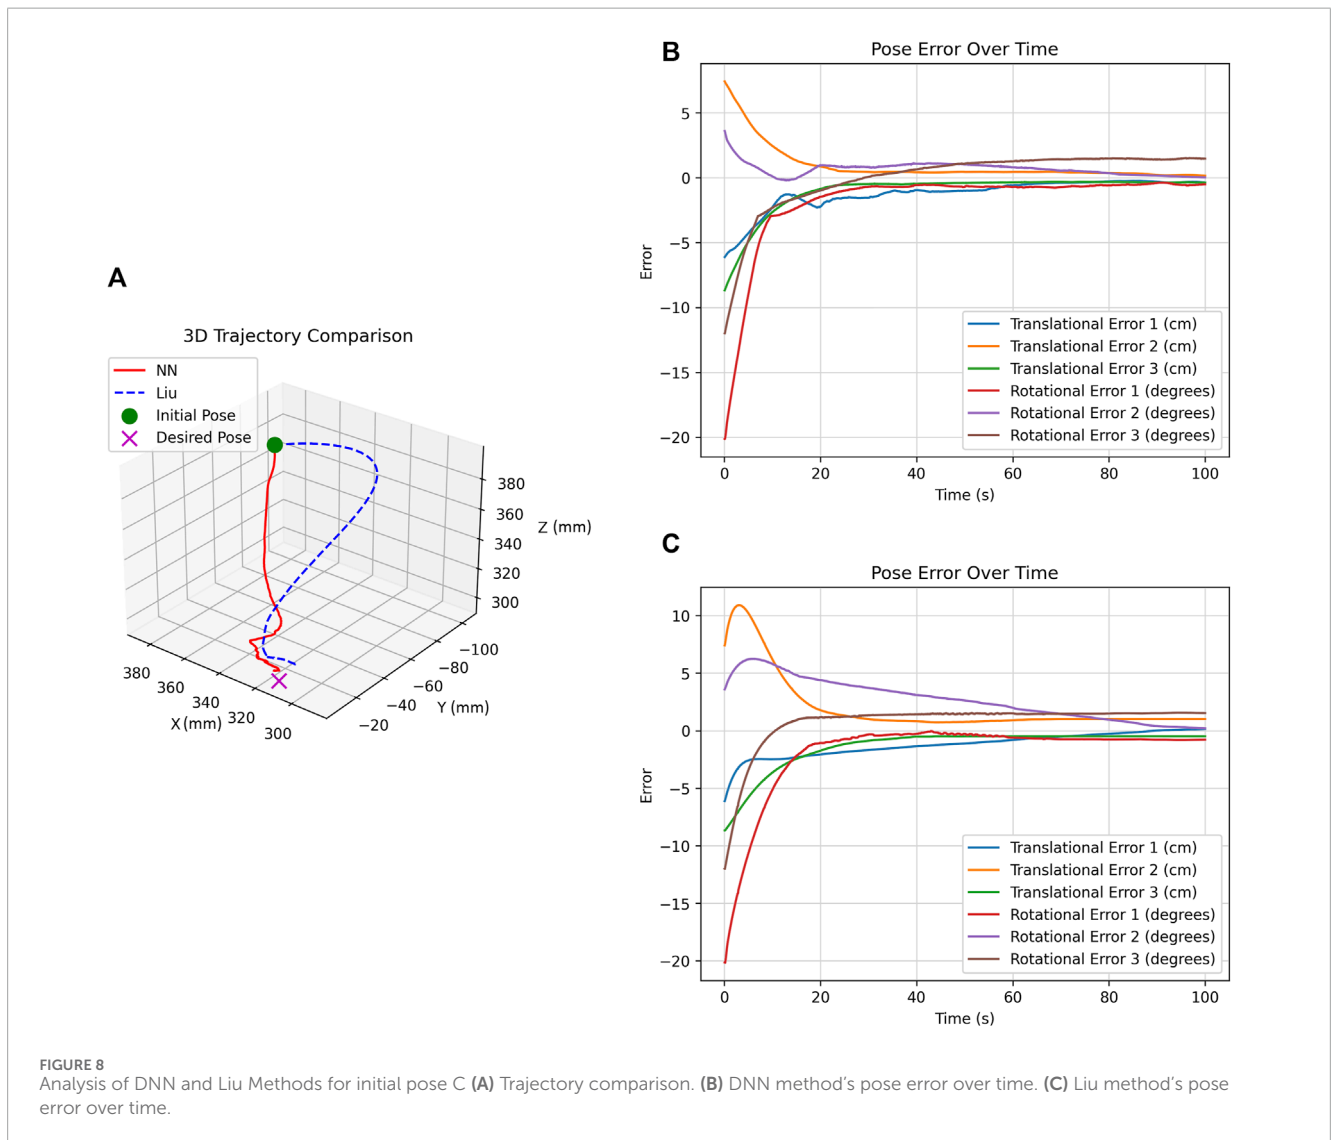 A
3D Trajectory Comparison
NN
Liu
Initial Pose
Desired Pose
380
360
340
320
300
Z (mm)
−100
−80
−60
−40
−20
Y (mm)
380
360
340
320
300
X (mm)
B
Pose Error Over Time
5
0
−5
−10
−15
−20
Error
Translational Error 1 (cm)
Translational Error 2 (cm)
Translational Error 3 (cm)
Rotational Error 1 (degrees)
Rotational Error 2 (degrees)
Rotational Error 3 (degrees)
0 20 40 60 80 100
Time (s)
C
Pose Error Over Time
10
5
0
−5
−10
−15
−20
Error
Translational Error 1 (cm)
Translational Error 2 (cm)
Translational Error 3 (cm)
Rotational Error 1 (degrees)
Rotational Error 2 (degrees)
Rotational Error 3 (degrees)
0 20 40 60 80 100
Time (s)
FIGURE 8
Analysis of DNN and Liu Methods for initial pose C (A) Trajectory comparison. (B) DNN method’s pose error over time. (C) Liu method’s pose
error over time.